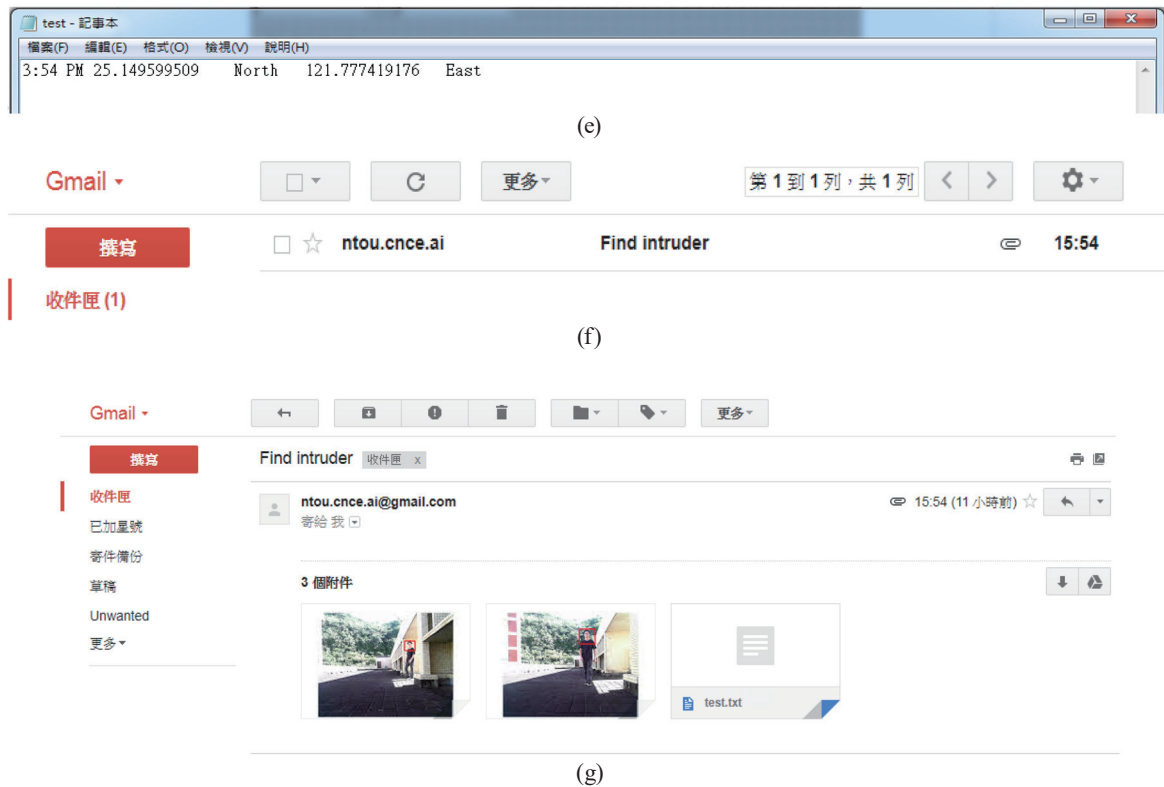 test - 記事本
檔案(F) 編輯(E) 格式(O) 檢視(V) 說明(H)
3:54 PM 25.149599509 North 121.777419176 East
(e)
Gmail
更多
第 1 到 1 列，共 1 列
撰寫
ntou.cnce.ai Find intruder 15:54
收件匣 (1)
(f)
Gmail
更多
撰寫
Find intruder 收件匣 x
收件匣
ntou.cnce.ai@gmail.com 15:54 (11 小時前)
寄給 我
已加星號
寄件備份
草稿
3 個附件
Unwanted
更多
test.txt
(g)